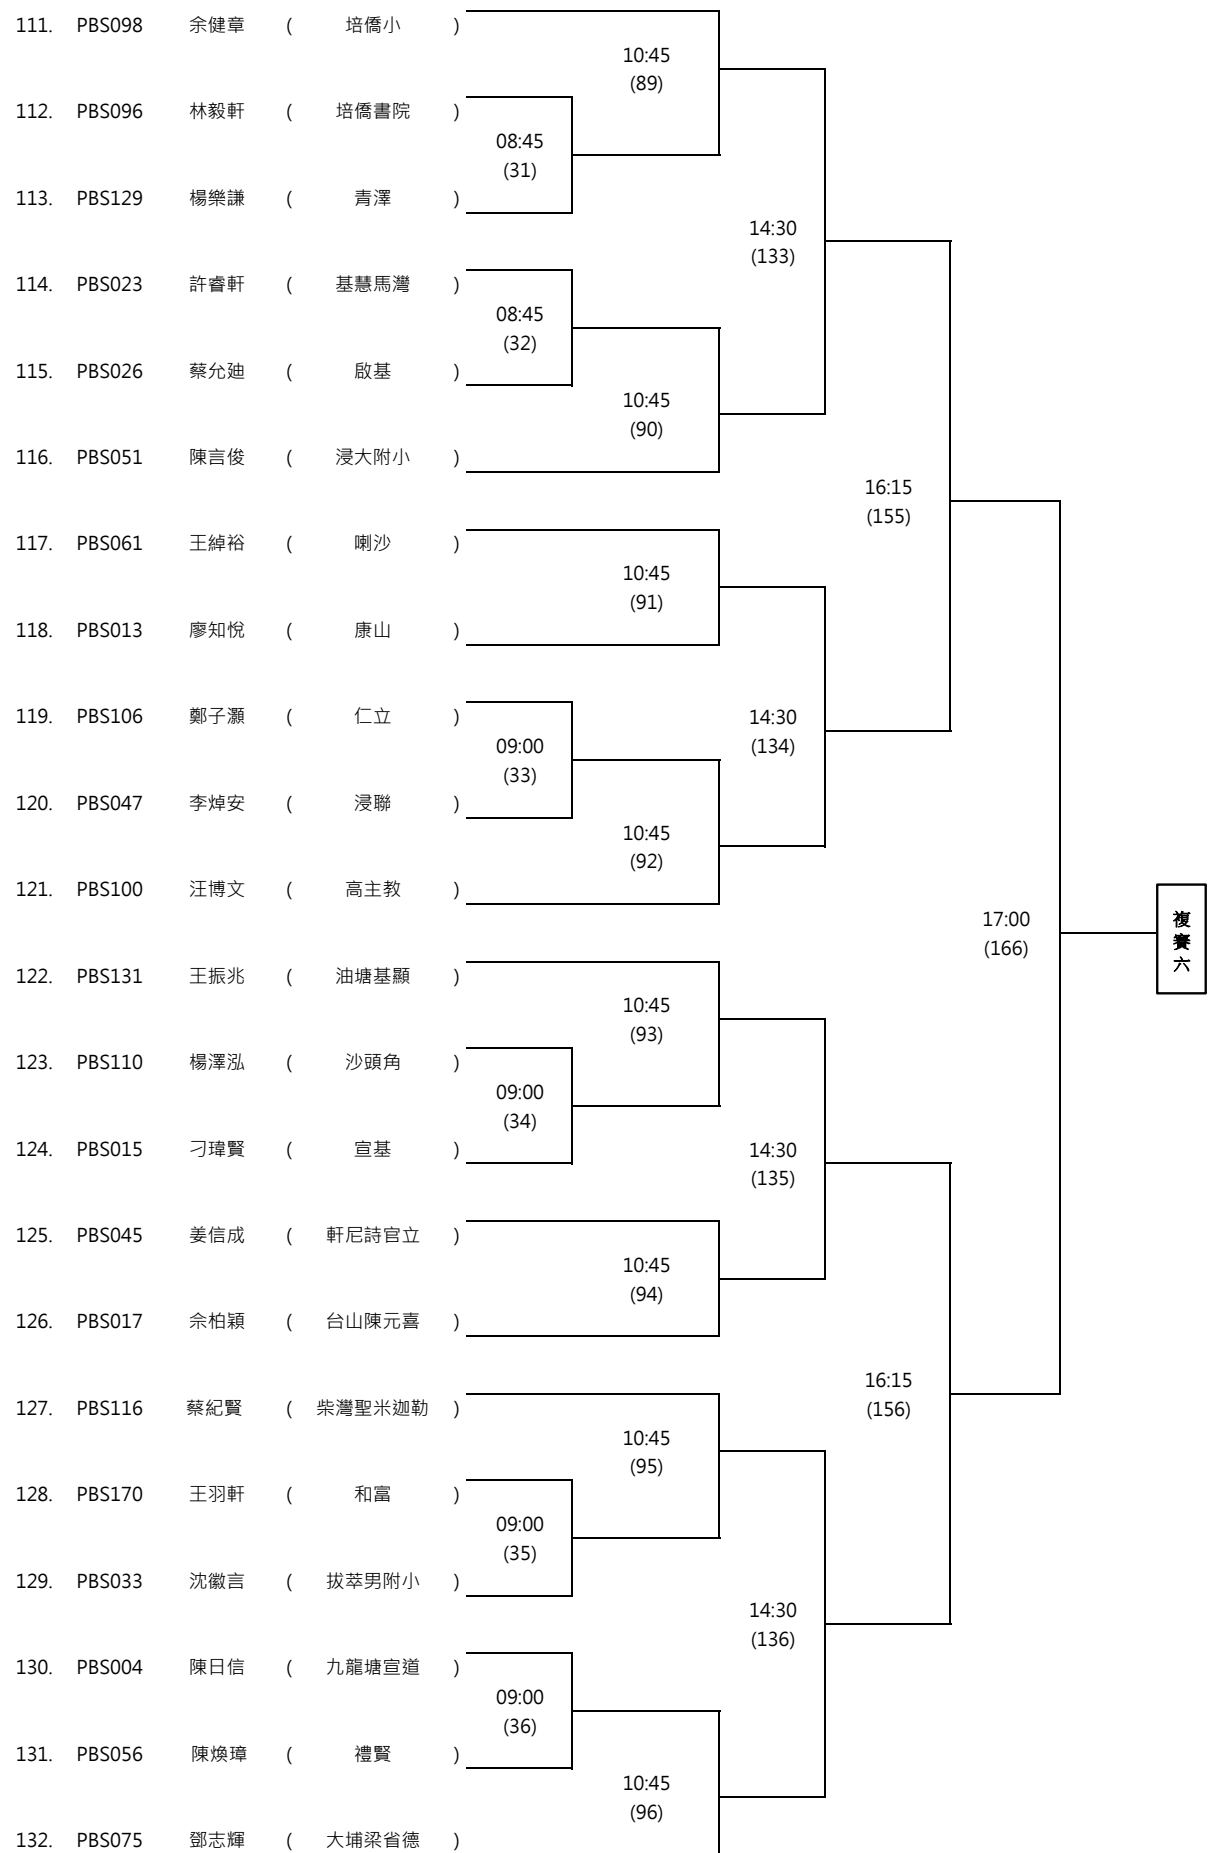 111. PBS098 余健章 ( 培僑小 )
10:45
(89)
112. PBS096 林毅軒 ( 培僑書院 )
08:45
(31)
113. PBS129 楊樂謙 ( 青澤 )
14:30
(133)
114. PBS023 許睿軒 ( 基慧馬灣 )
08:45
(32)
115. PBS026 蔡允廸 ( 啟基 )
10:45
(90)
116. PBS051 陳言俊 ( 浸大附小 )
16:15
(155)
117. PBS061 王綽裕 ( 喇沙 )
10:45
(91)
118. PBS013 廖知悅 ( 康山 )
119. PBS106 鄭子灝 ( 仁立 )
14:30
(134)
09:00
(33)
120. PBS047 李焯安 ( 浸聯 )
10:45
(92)
121. PBS100 汪博文 ( 高主教 )
17:00
(166)
複賽六
122. PBS131 王振兆 ( 油塘基顯 )
10:45
(93)
123. PBS110 楊澤泓 ( 沙頭角 )
09:00
(34)
124. PBS015 刁瑋賢 ( 宣基 )
14:30
(135)
125. PBS045 姜信成 ( 軒尼詩官立 )
10:45
(94)
126. PBS017 佘柏穎 ( 台山陳元喜 )
16:15
(156)
127. PBS116 蔡紀賢 ( 柴灣聖米迦勒 )
10:45
(95)
128. PBS170 王羽軒 ( 和富 )
09:00
(35)
129. PBS033 沈徽言 ( 拔萃男附小 )
14:30
(136)
130. PBS004 陳日信 ( 九龍塘宣道 )
09:00
(36)
131. PBS056 陳煥璋 ( 禮賢 )
10:45
(96)
132. PBS075 鄧志輝 ( 大埔梁省德 )